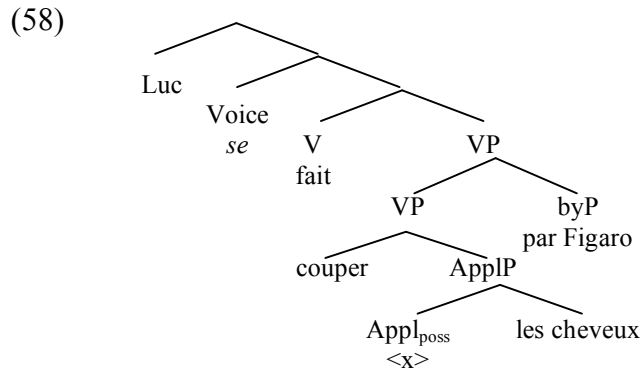 (58)
Luc
Voice
se
V
fait
VP
VP
byP
par Figaro
couper
ApplP
Applposs
les cheveux
<x>